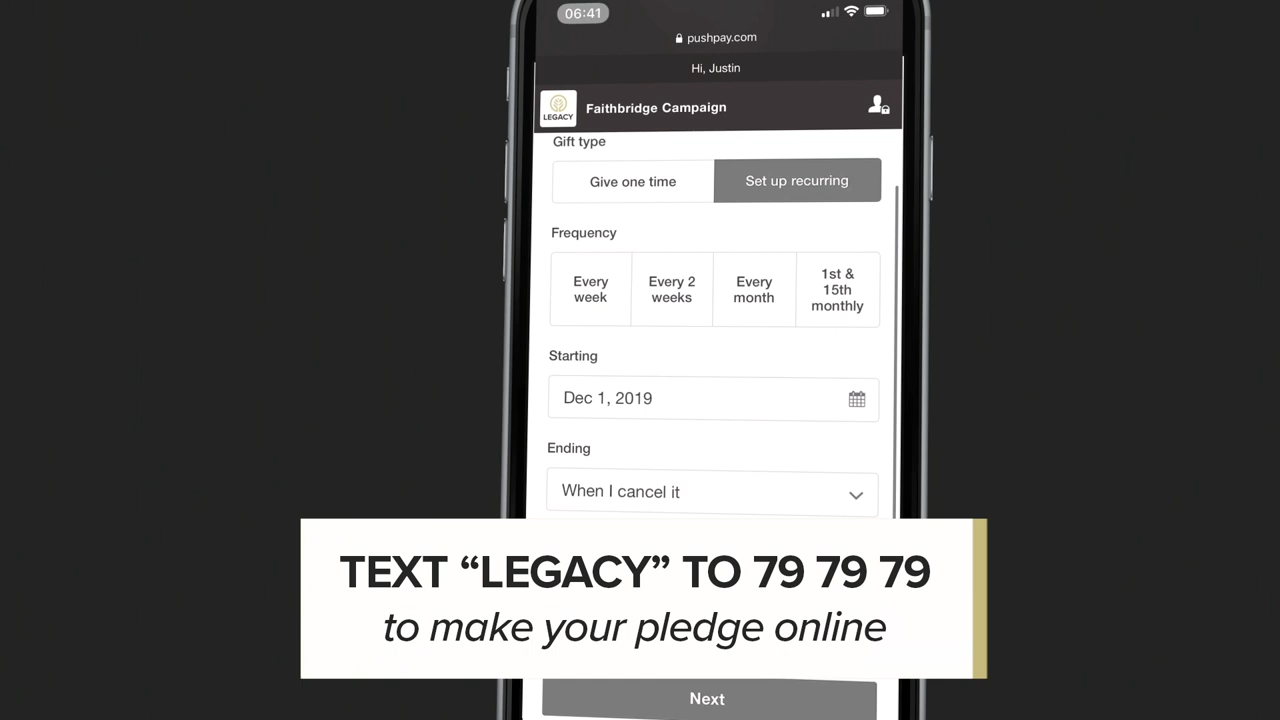 06:41
pushpay.com
Hi, Justin
LEGACY
Faithbridge Campaign
Gift type
Give one time
Set up recurring
Frequency
Every
week
Every 2
weeks
Every
month
1st &
15th
monthly
Starting
Dec 1, 2019
Ending
When I cancel it
TEXT “LEGACY” TO 79 79 79
to make your pledge online
Next